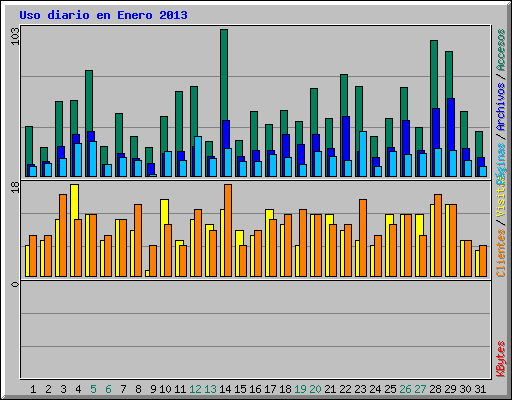 Uso diario en Enero 2013
103
18
0
Accesos / Archivos / Páginas
Visitas / Clientes
KBytes
1 2 3 4 5 6 7 8 9 10 11 12 13 14 15 16 17 18 19 20 21 22 23 24 25 26 27 28 29 30 31